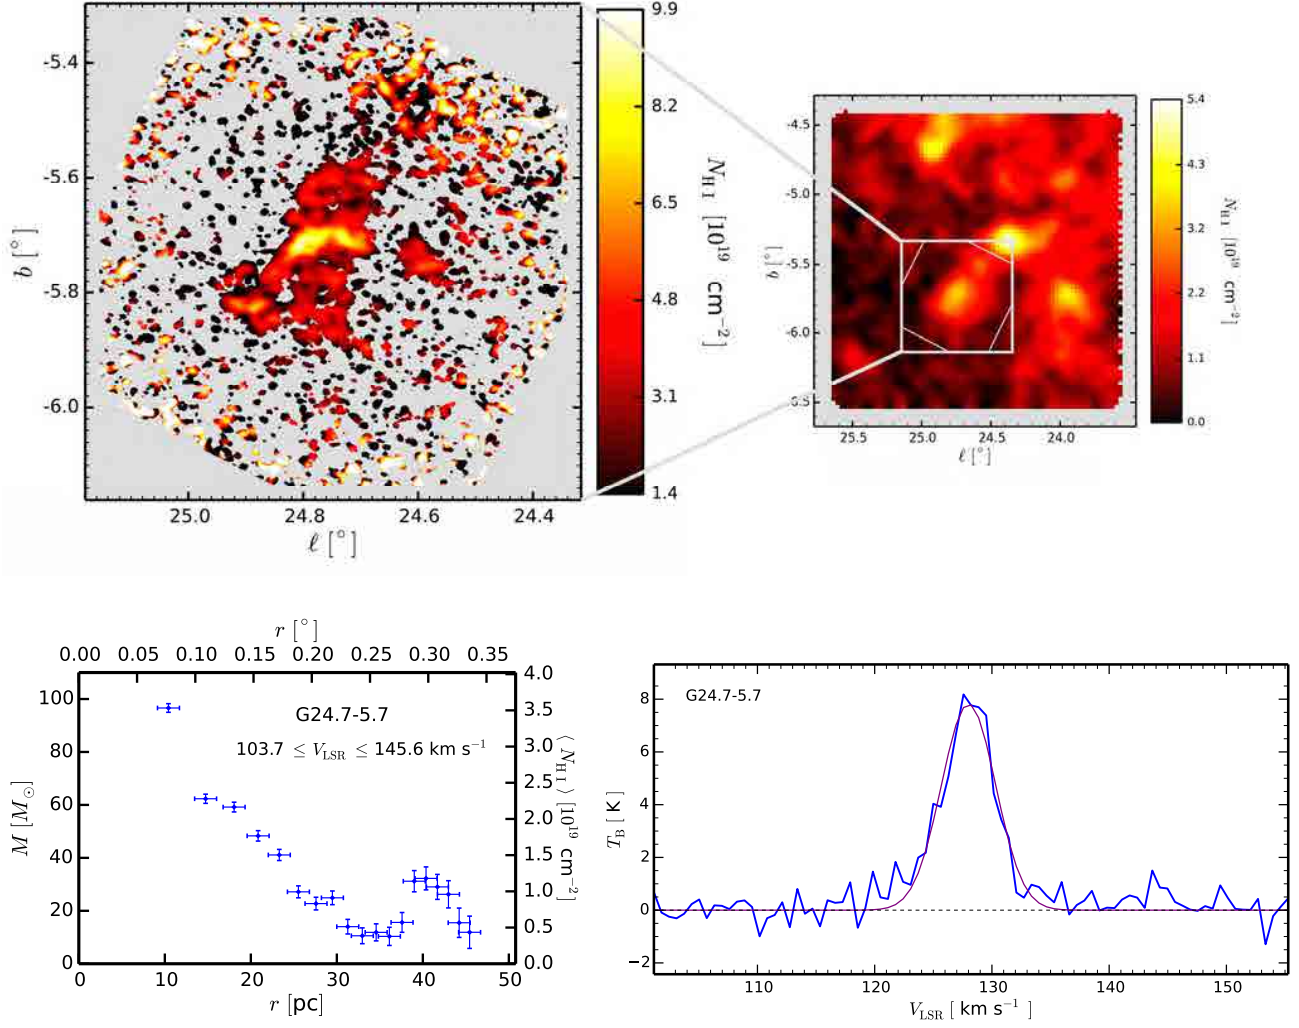 -5.4
-5.6
-5.8
-6.0
b [°]
25.0
24.8
24.6
24.4
ℓ [°]
9.9
8.2
6.5
4.8
3.1
1.4
N_HI [10^19 cm^-2]
-4.5
-5.0
-5.5
-6.0
b [°]
25.5
25.0
24.5
24.0
ℓ [°]
5.4
4.3
3.2
2.2
1.1
0.0
N_HI [10^19 cm^-2]
r [°]
0.00 0.05 0.10 0.15 0.20 0.25 0.30 0.35
100
80
60
40
20
0
M [M_⊙]
G24.7-5.7
103.7 ≤ V_LSR ≤ 145.6 km s^-1
4.0
3.5
3.0
2.5
2.0
1.5
1.0
0.5
0.0
⟨ N_HI ⟩ [10^19 cm^-2]
0 10 20 30 40 50
r [pc]
G24.7-5.7
8
6
4
2
0
−2
T_B [ K ]
110 120 130 140 150
V_LSR [ km s^-1 ]